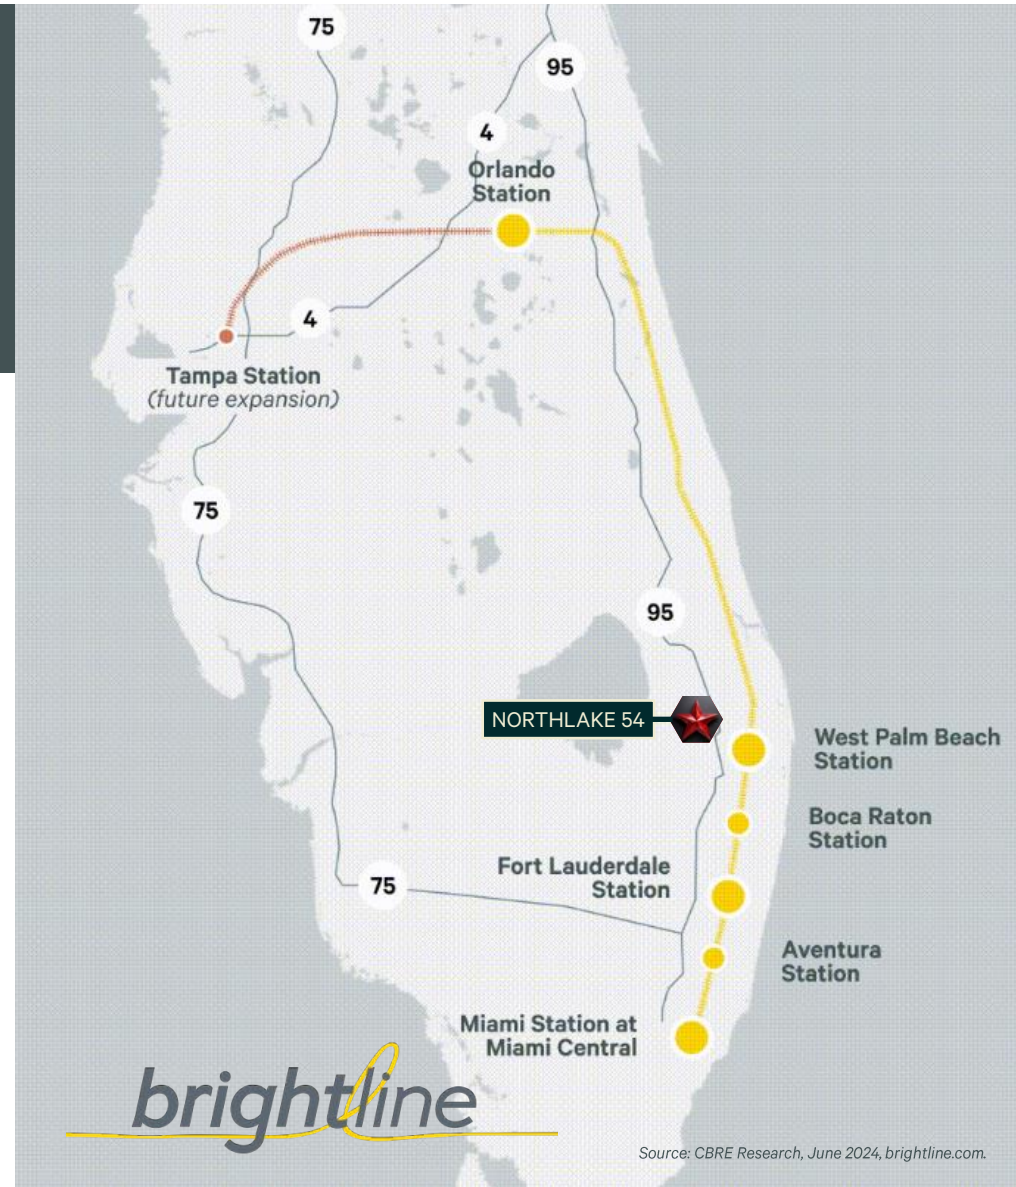 75
95
4
Orlando
Station
4
Tampa Station
(future expansion)
75
95
NORTHLAKE 54
West Palm Beach
Station
Boca Raton
Station
Fort Lauderdale
Station
75
Aventura
Station
Miami Station at
Miami Central
brightline
Source: CBRE Research, June 2024, brightline.com.